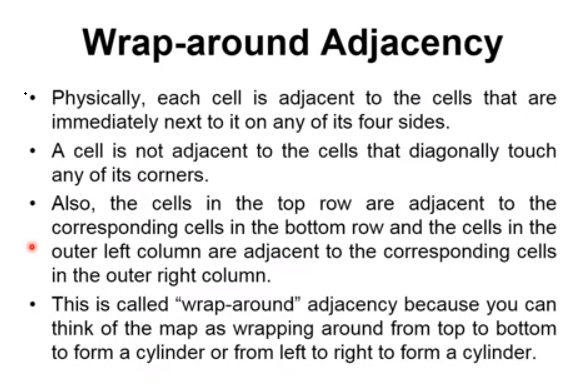 Wrap-around Adjacency
• Physically, each cell is adjacent to the cells that are
immediately next to it on any of its four sides.
• A cell is not adjacent to the cells that diagonally touch
any of its corners.
• Also, the cells in the top row are adjacent to the
corresponding cells in the bottom row and the cells in the
outer left column are adjacent to the corresponding cells
in the outer right column.
• This is called “wrap-around” adjacency because you can
think of the map as wrapping around from top to bottom
to form a cylinder or from left to right to form a cylinder.